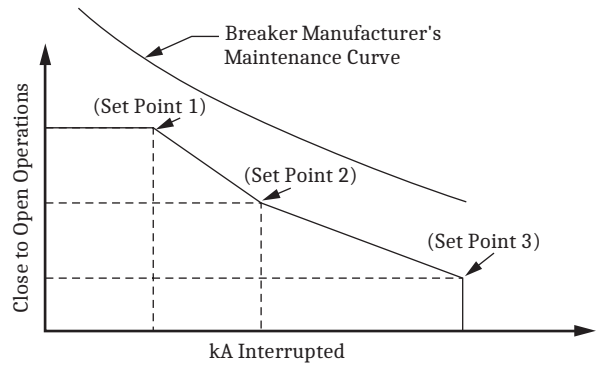 Breaker Manufacturer's
Maintenance Curve
(Set Point 1)
(Set Point 2)
(Set Point 3)
Close to Open Operations
kA Interrupted